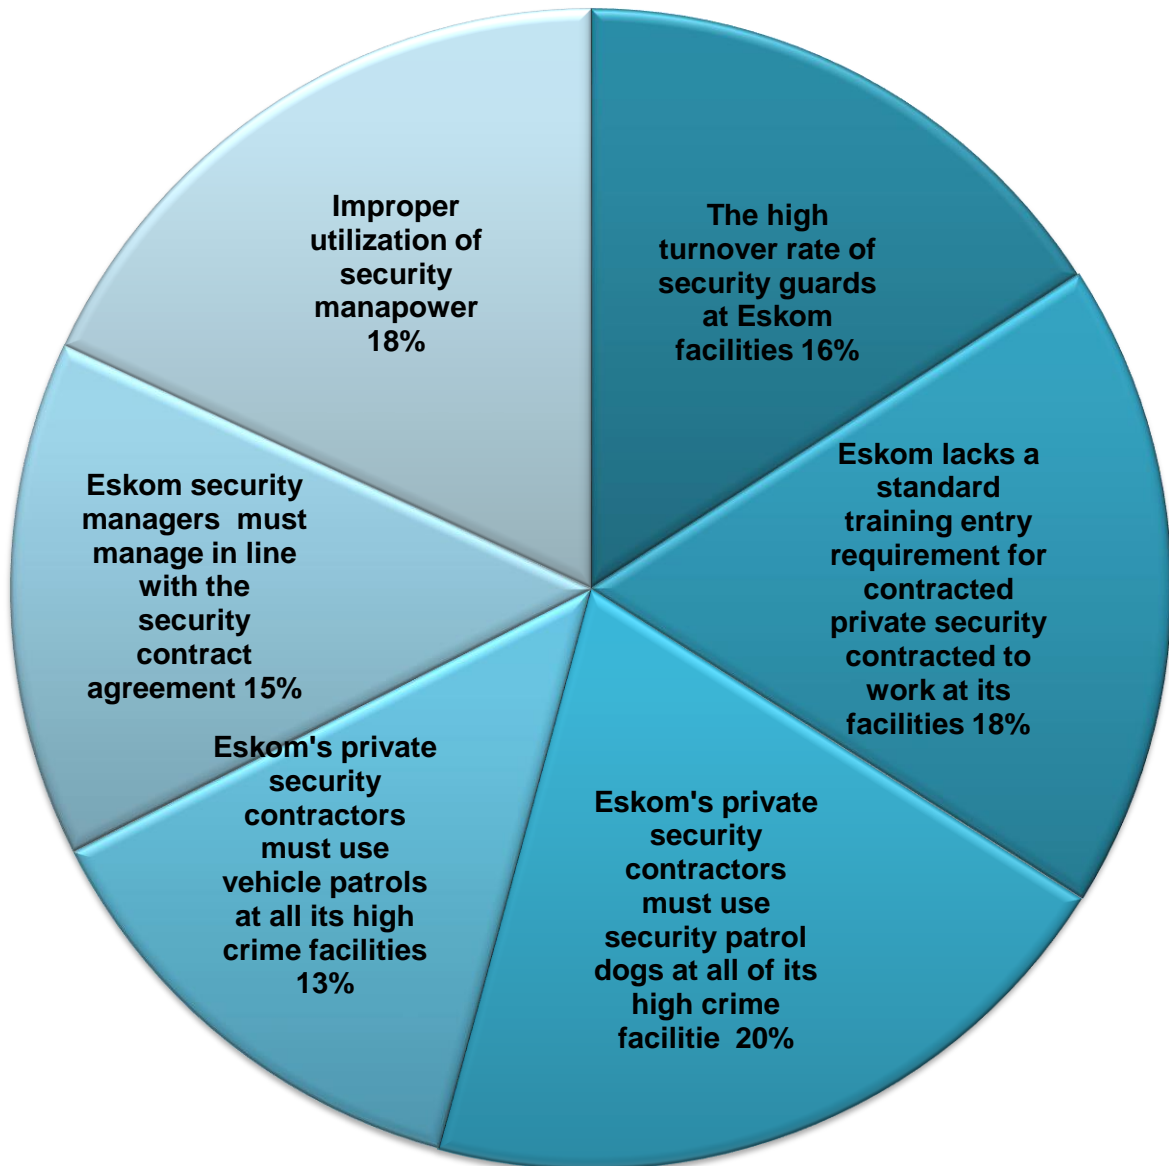 Improper
utilization of
security
manapower
18%
The high
turnover rate of
security guards
at Eskom
facilities 16%
Eskom lacks a
standard
training entry
requirement for
contracted
private security
contracted to
work at its
facilities 18%
Eskom security
managers  must
manage in line
with the
security
contract
agreement 15%
Eskom's private
security
contractors
must use
vehicle patrols
at all its high
crime facilities
13%
Eskom's private
security
contractors
must use
security patrol
dogs at all of its
high crime
facilitie  20%